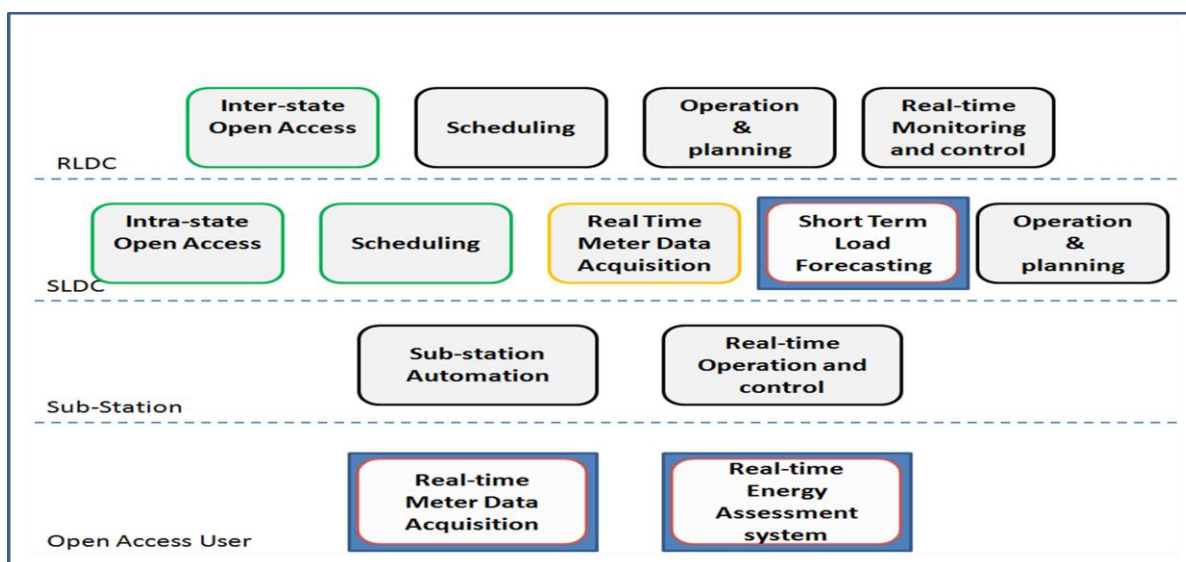 Inter-state
Open Access
Scheduling
Operation
&
planning
Real-time
Monitoring
and control
RLDC
Intra-state
Open Access
Scheduling
Real Time
Meter Data
Acquisition
Short Term
Load
Forecasting
Operation
&
planning
SLDC
Sub-station
Automation
Real-time
Operation and
control
Sub-Station
Real-time
Meter Data
Acquisition
Real-time
Energy
Assessment
system
Open Access User